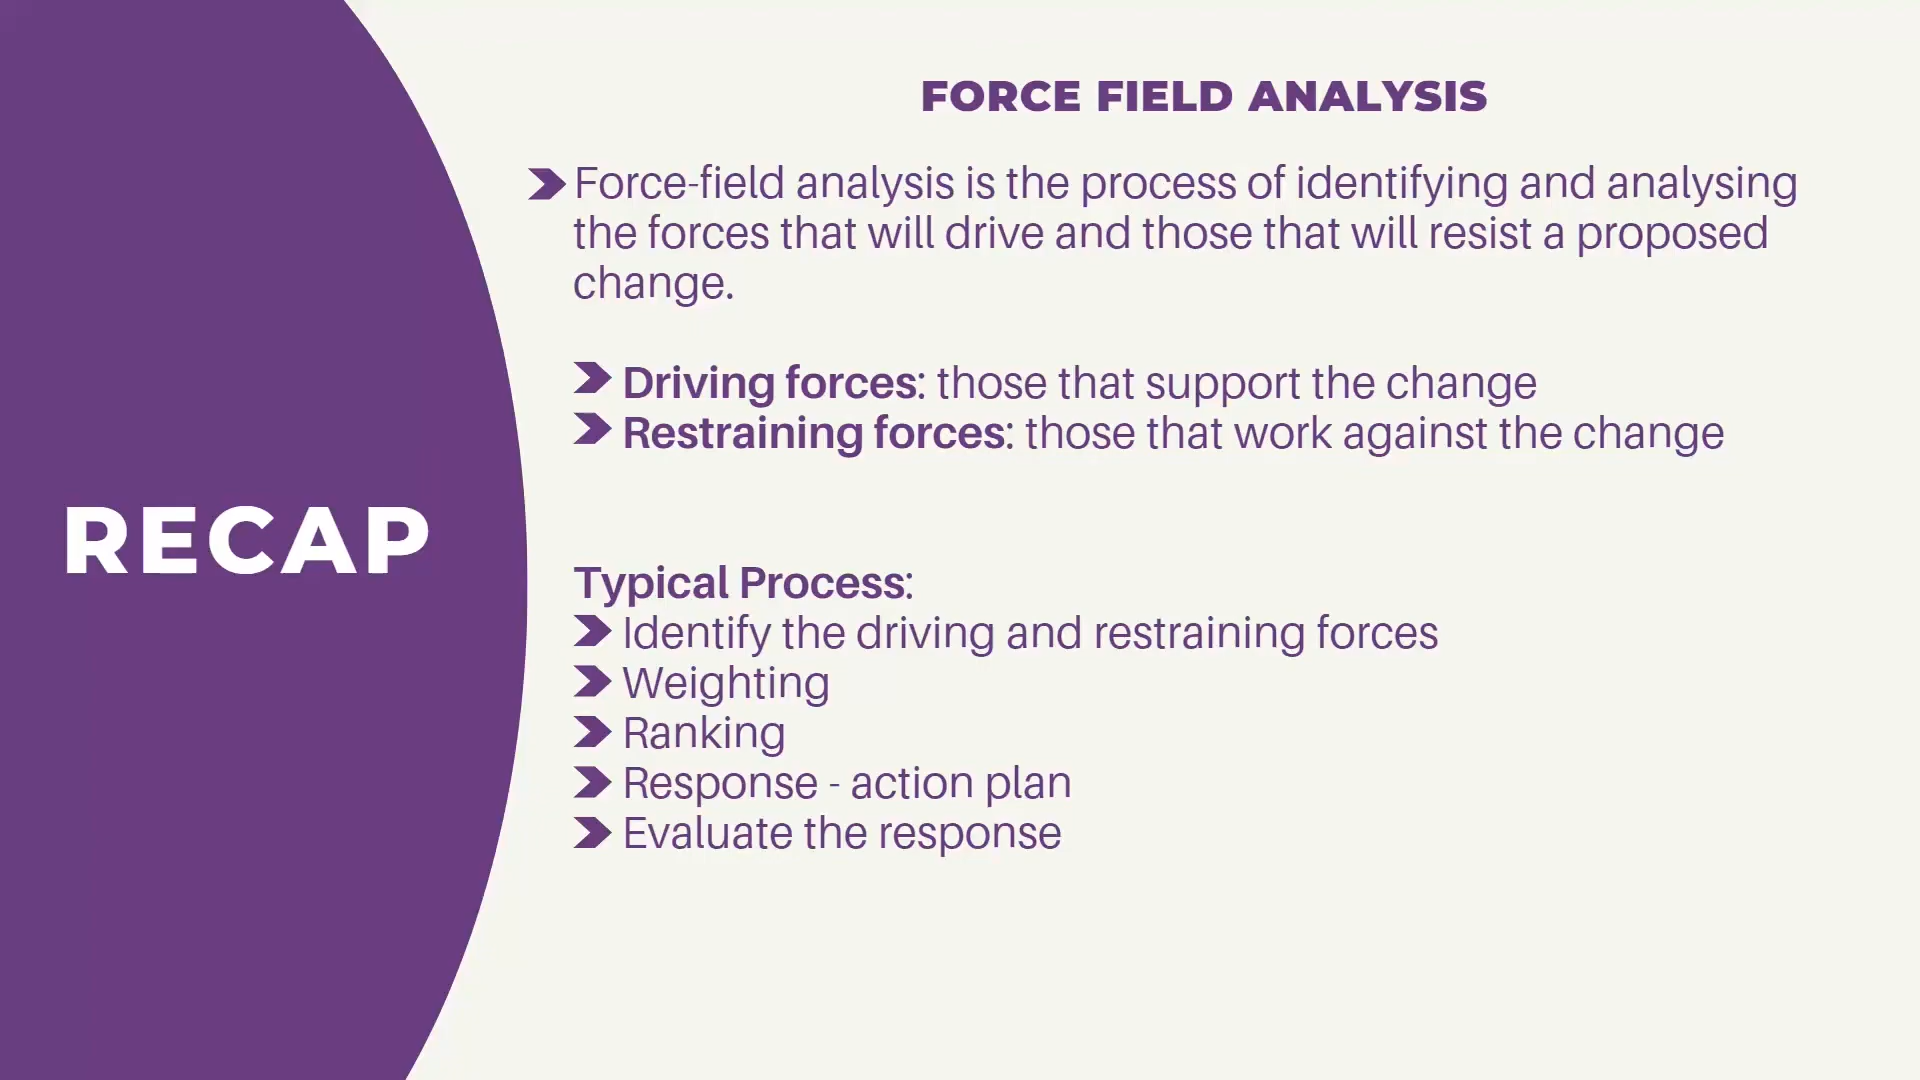 RECAP
FORCE FIELD ANALYSIS
Force-field analysis is the process of identifying and analysing
the forces that will drive and those that will resist a proposed
change.
Driving forces: those that support the change
Restraining forces: those that work against the change
Typical Process:
Identify the driving and restraining forces
Weighting
Ranking
Response - action plan
Evaluate the response